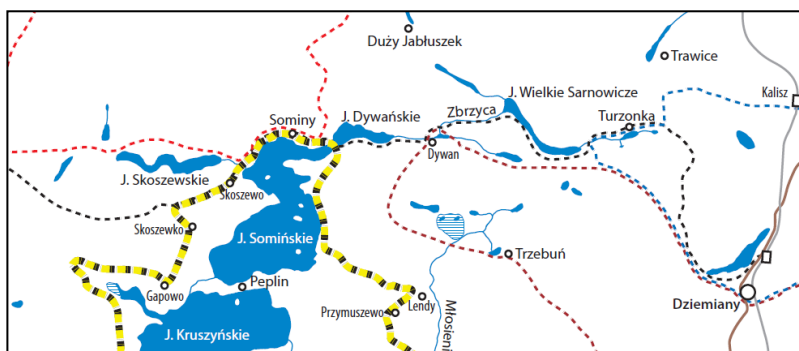 Duży Jabłuszek
Trawice
J. Wielkie Sarnowicze
Kalisz
Zbrzyca
Turzonka
Sominy
J. Dywańskie
Dywan
J. Skoszewskie
Skoszewo
Skoszewko
J. Somińskie
Trzebuń
Peplin
Gapowo
Lendy
Dziemiany
Przymuszewo
Młosieni
J. Kruszyńskie